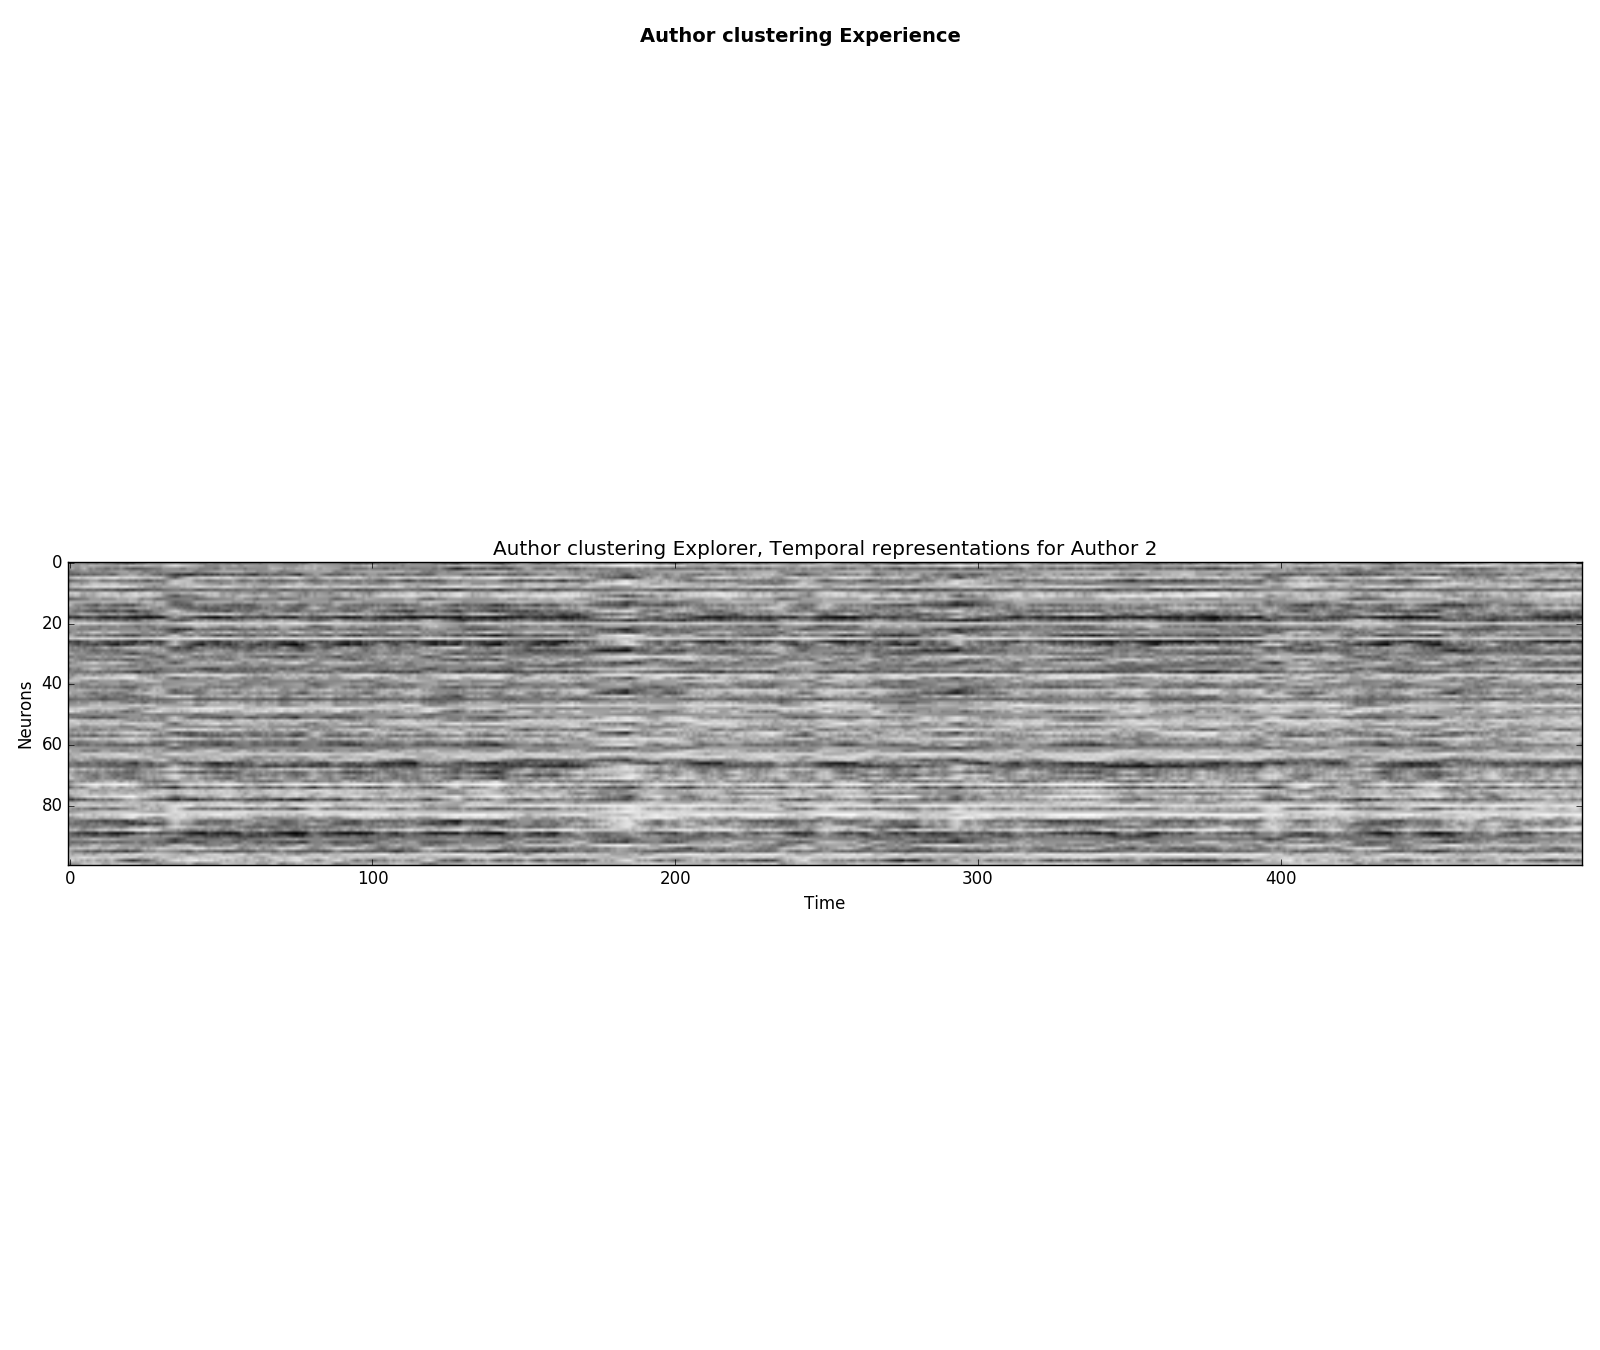 Author clustering Experience
Author clustering Explorer, Temporal representations for Author 2
0
20
40
60
80
Neurons
0 100 200 300 400
Time